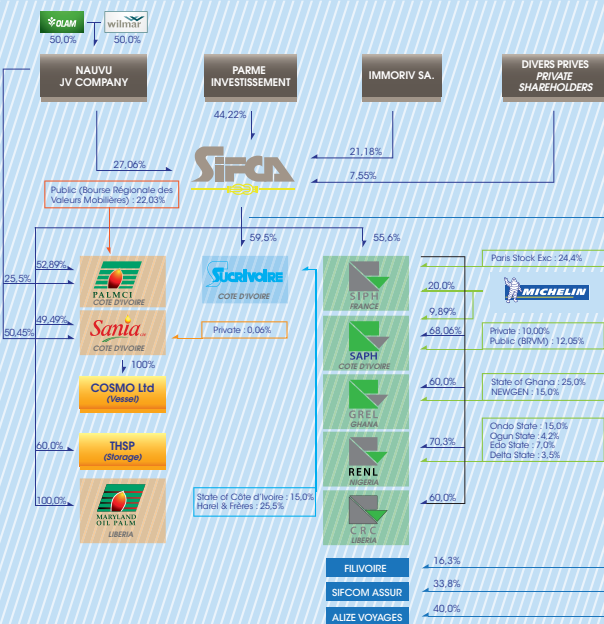 OLAM
wilmar
50,0%
50,0%
NAUVU
JV COMPANY
PARME
INVESTISSEMENT
IMMORIV SA.
DIVERS PRIVES
PRIVATE
SHAREHOLDERS
44,22%
21,18%
SIFCA
27,06%
7,55%
Public (Bourse Régionale des
Valeurs Mobilières) : 22,03%
59,5%
55,6%
52,89%
25,5%
PALMCI
COTE D'IVOIRE
Sucrivoire
COTE D'IVOIRE
SIPH
FRANCE
Paris Stock Exc : 24,4%
20,0%
MICHELIN
9,89%
49,49%
50,45%
Sania
COTE D'IVOIRE
Private : 0,06%
68,06%
SAPH
COTE D'IVOIRE
Private : 10,00%
Public (BRVM) : 12,05%
100%
COSMO Ltd
(Vessel)
60,0%
GREL
GHANA
State of Ghana : 25,0%
NEWGEN : 15,0%
60,0%
THSP
(Storage)
70,3%
RENL
NIGERIA
Ondo State : 15,0%
Ogun State : 4,2%
Edo State : 7,0%
Delta State : 3,5%
100,0%
MARYLAND
OIL PALM
LIBERIA
State of Côte d'Ivoire : 15,0%
Harel & Frères : 25,5%
60,0%
CRC
LIBERIA
FILIVOIRE
16,3%
SIFCOM ASSUR
33,8%
ALIZE VOYAGES
40,0%